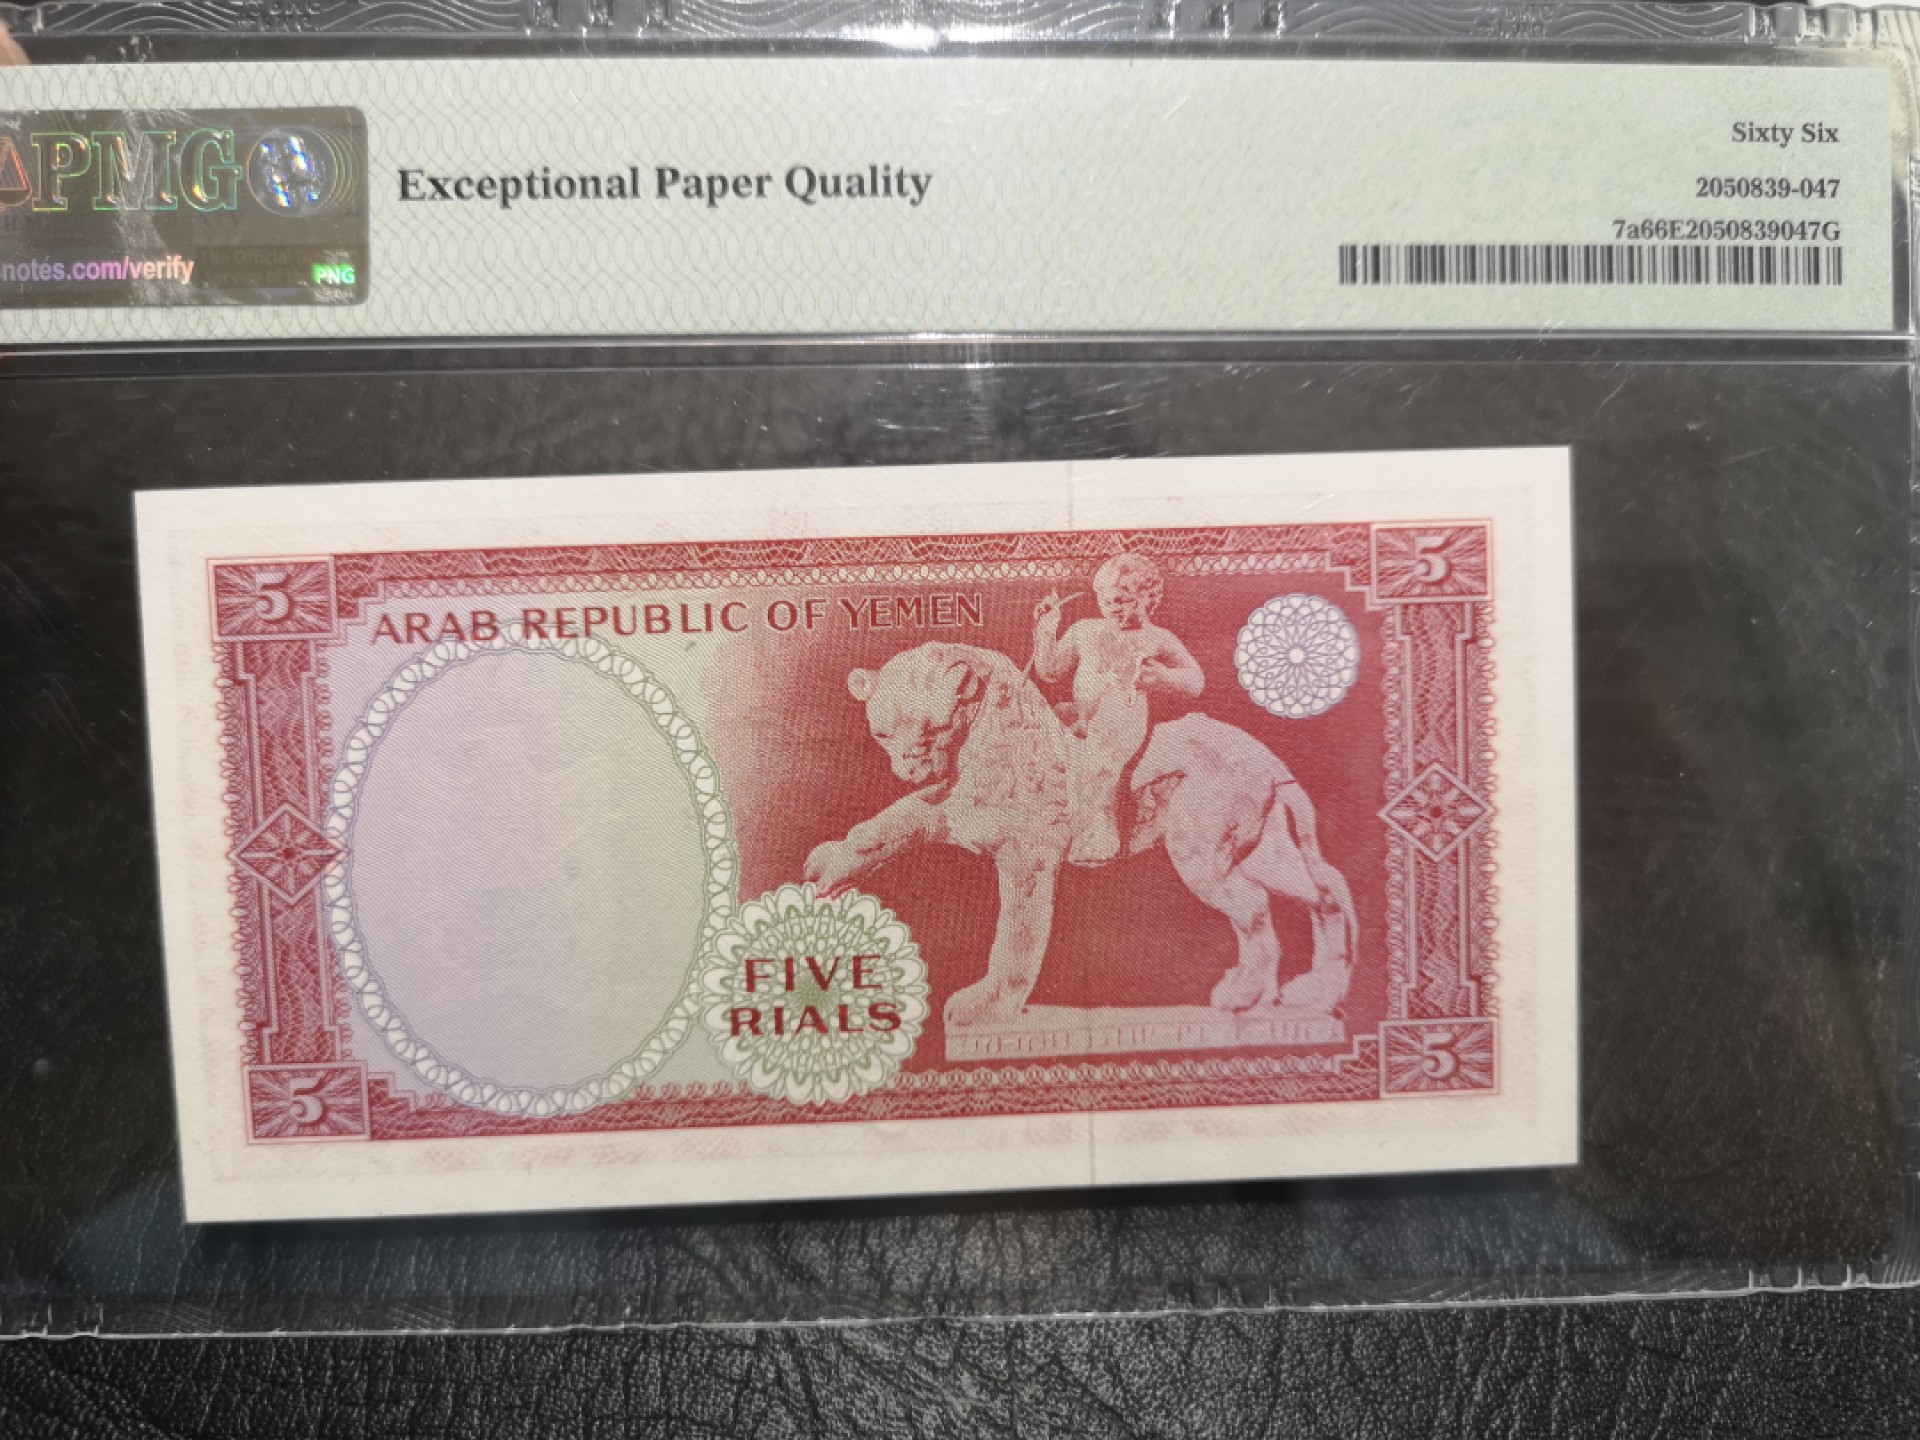 PMG
notes.com/verify
PNG
Exceptional Paper Quality
Sixty Six
2050839-047
7a66E2050839047G
5
5
ARAB REPUBLIC OF YEMEN
FIVE
RIALS
5
5